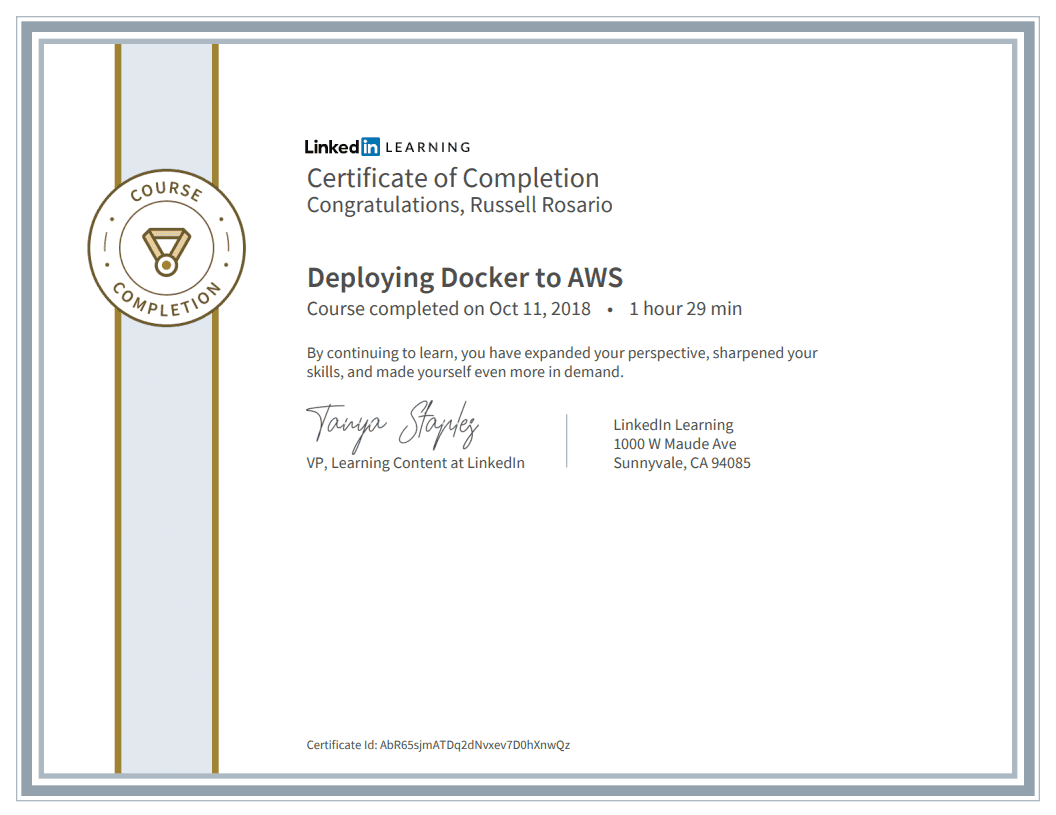 COURSE
COMPLETION
Linkedin LEARNING
Certificate of Completion
Congratulations, Russell Rosario
Deploying Docker to AWS
Course completed on Oct 11, 2018 • 1 hour 29 min
By continuing to learn, you have expanded your perspective, sharpened your
skills, and made yourself even more in demand.
Tanya Staples
VP, Learning Content at LinkedIn
LinkedIn Learning
1000 W Maude Ave
Sunnyvale, CA 94085
Certificate Id: AbR65sjmATDq2dNvxev7D0hXnwQz